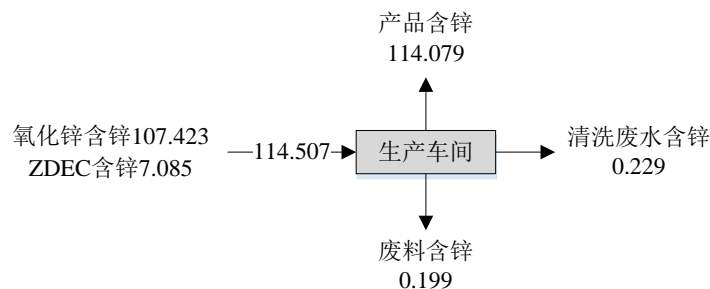 产品含锌
114.079
氧化锌含锌107.423
ZDEC含锌7.085
114.507
生产车间
清洗废水含锌
0.229
废料含锌
0.199